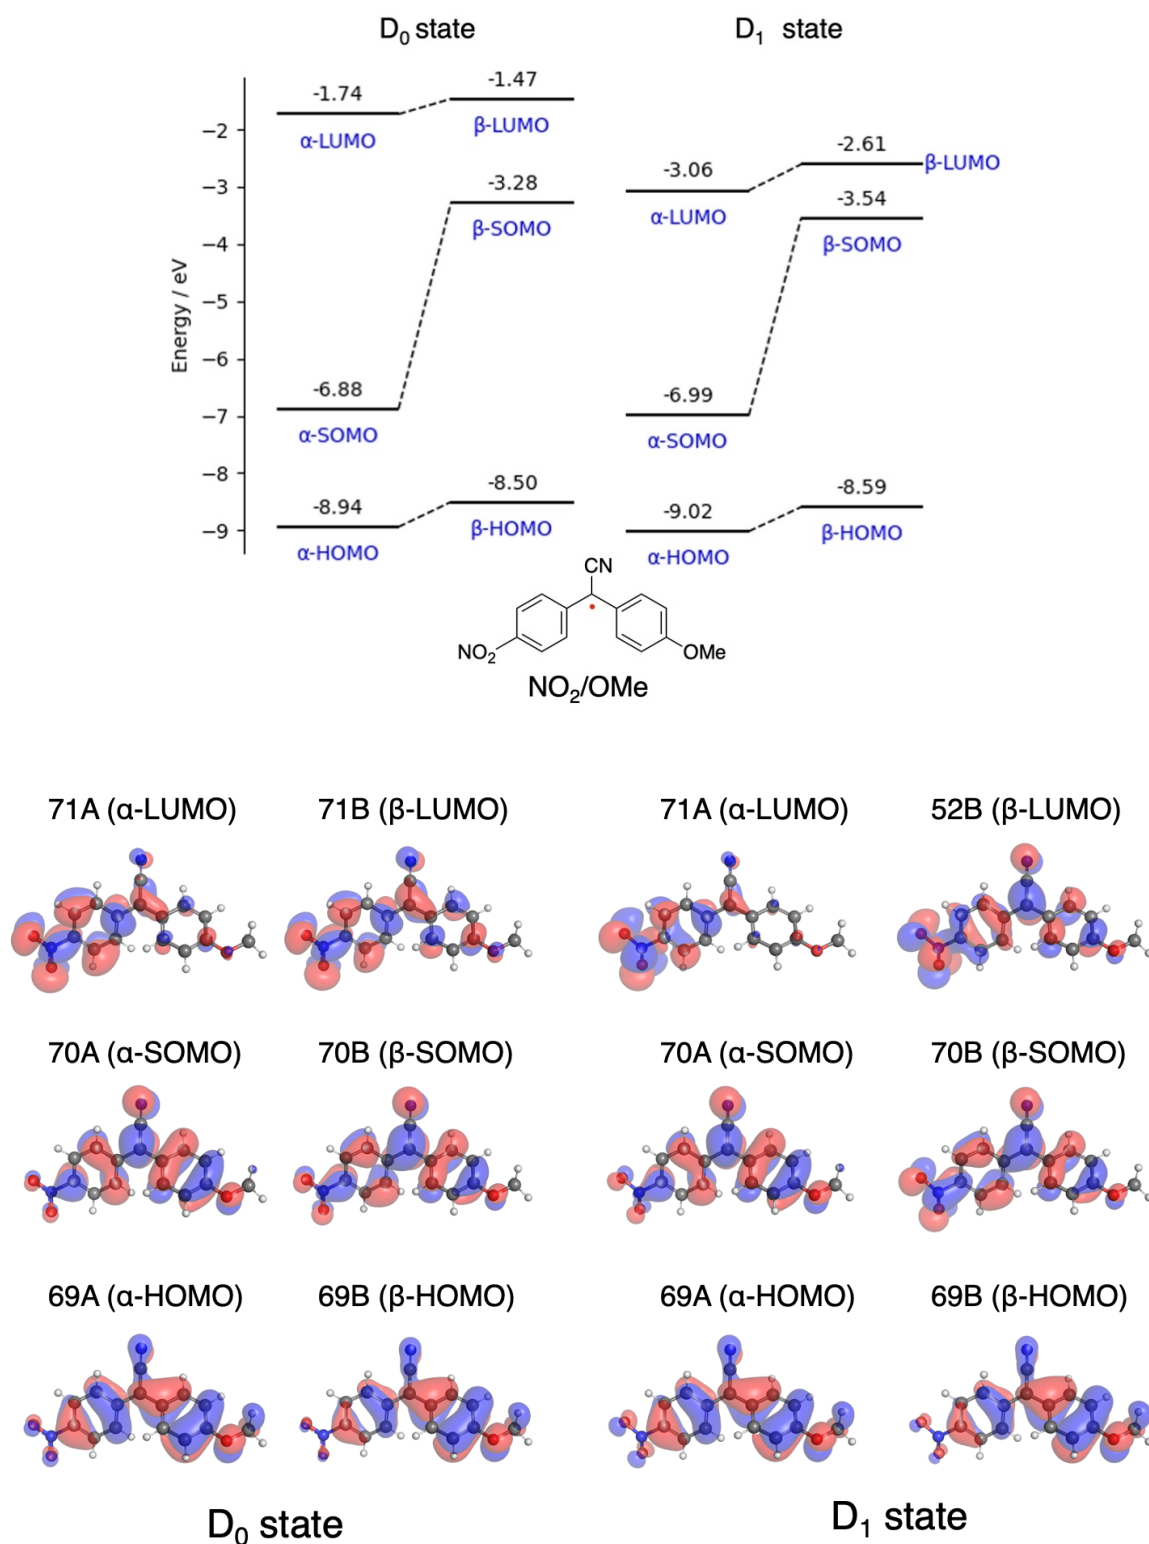 D₀ state
D₁ state
Energy / eV
−2
−3
−4
−5
−6
−7
−8
−9
-1.74
α-LUMO
-1.47
β-LUMO
-3.28
β-SOMO
-6.88
α-SOMO
-8.94
α-HOMO
-8.50
β-HOMO
-3.06
α-LUMO
-2.61
β-LUMO
-3.54
β-SOMO
-6.99
α-SOMO
-9.02
α-HOMO
-8.59
β-HOMO
CN
NO₂
OMe
NO₂/OMe
71A (α-LUMO)
71B (β-LUMO)
71A (α-LUMO)
52B (β-LUMO)
70A (α-SOMO)
70B (β-SOMO)
70A (α-SOMO)
70B (β-SOMO)
69A (α-HOMO)
69B (β-HOMO)
69A (α-HOMO)
69B (β-HOMO)
D₀ state
D₁ state